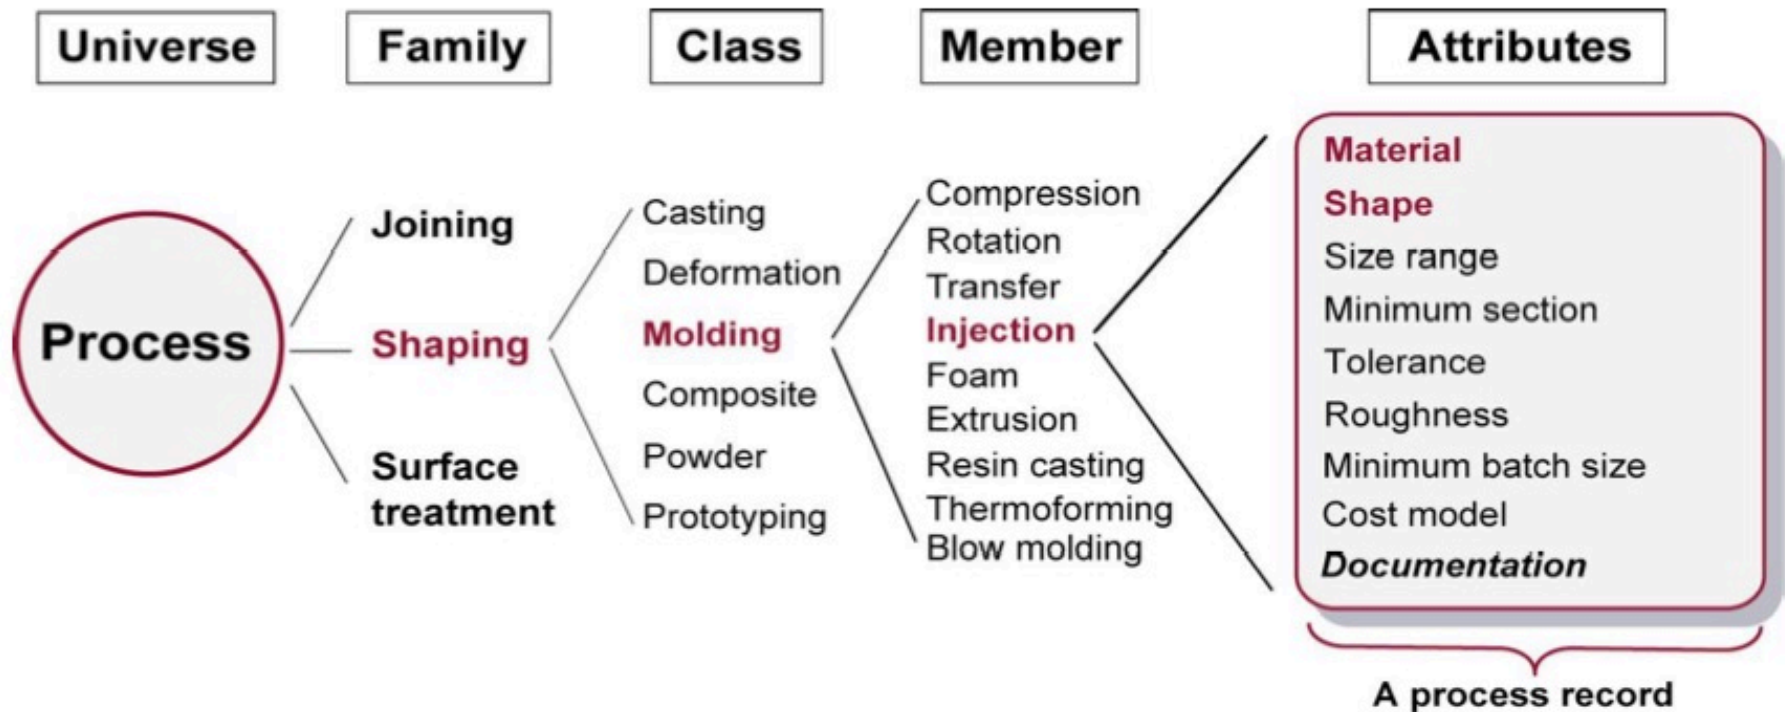 Universe
Family
Class
Member
Attributes
Process
Joining
Shaping
Surface
treatment
Casting
Deformation
Molding
Composite
Powder
Prototyping
Compression
Rotation
Transfer
Injection
Foam
Extrusion
Resin casting
Thermoforming
Blow molding
Material
Shape
Size range
Minimum section
Tolerance
Roughness
Minimum batch size
Cost model
Documentation
A process record